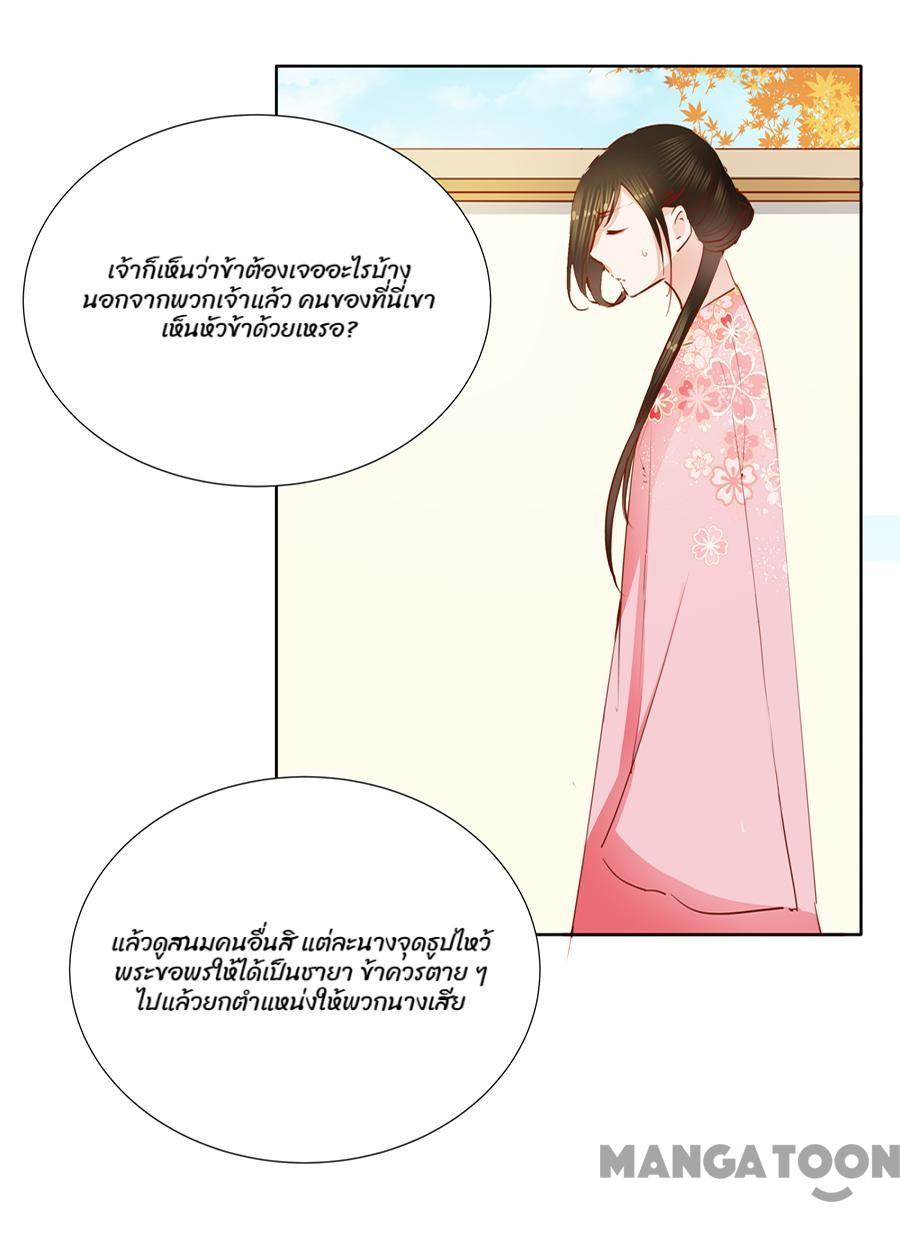 เจ้าก็เห็นว่าข้าต้องเจออะไรบ้าง
นอกจากพวกเจ้าแล้ว คนของที่นี่เขา
เห็นหัวข้าด้วยเหรอ?
แล้วดูสนมคนอื่นสิ แต่ละนางจุดธูปไหว้
พระขอพรให้ได้เป็นชายา ข้าควรตาย ๆ
ไปแล้วยกตำแหน่งให้พวกนางเสีย
MANGATOON